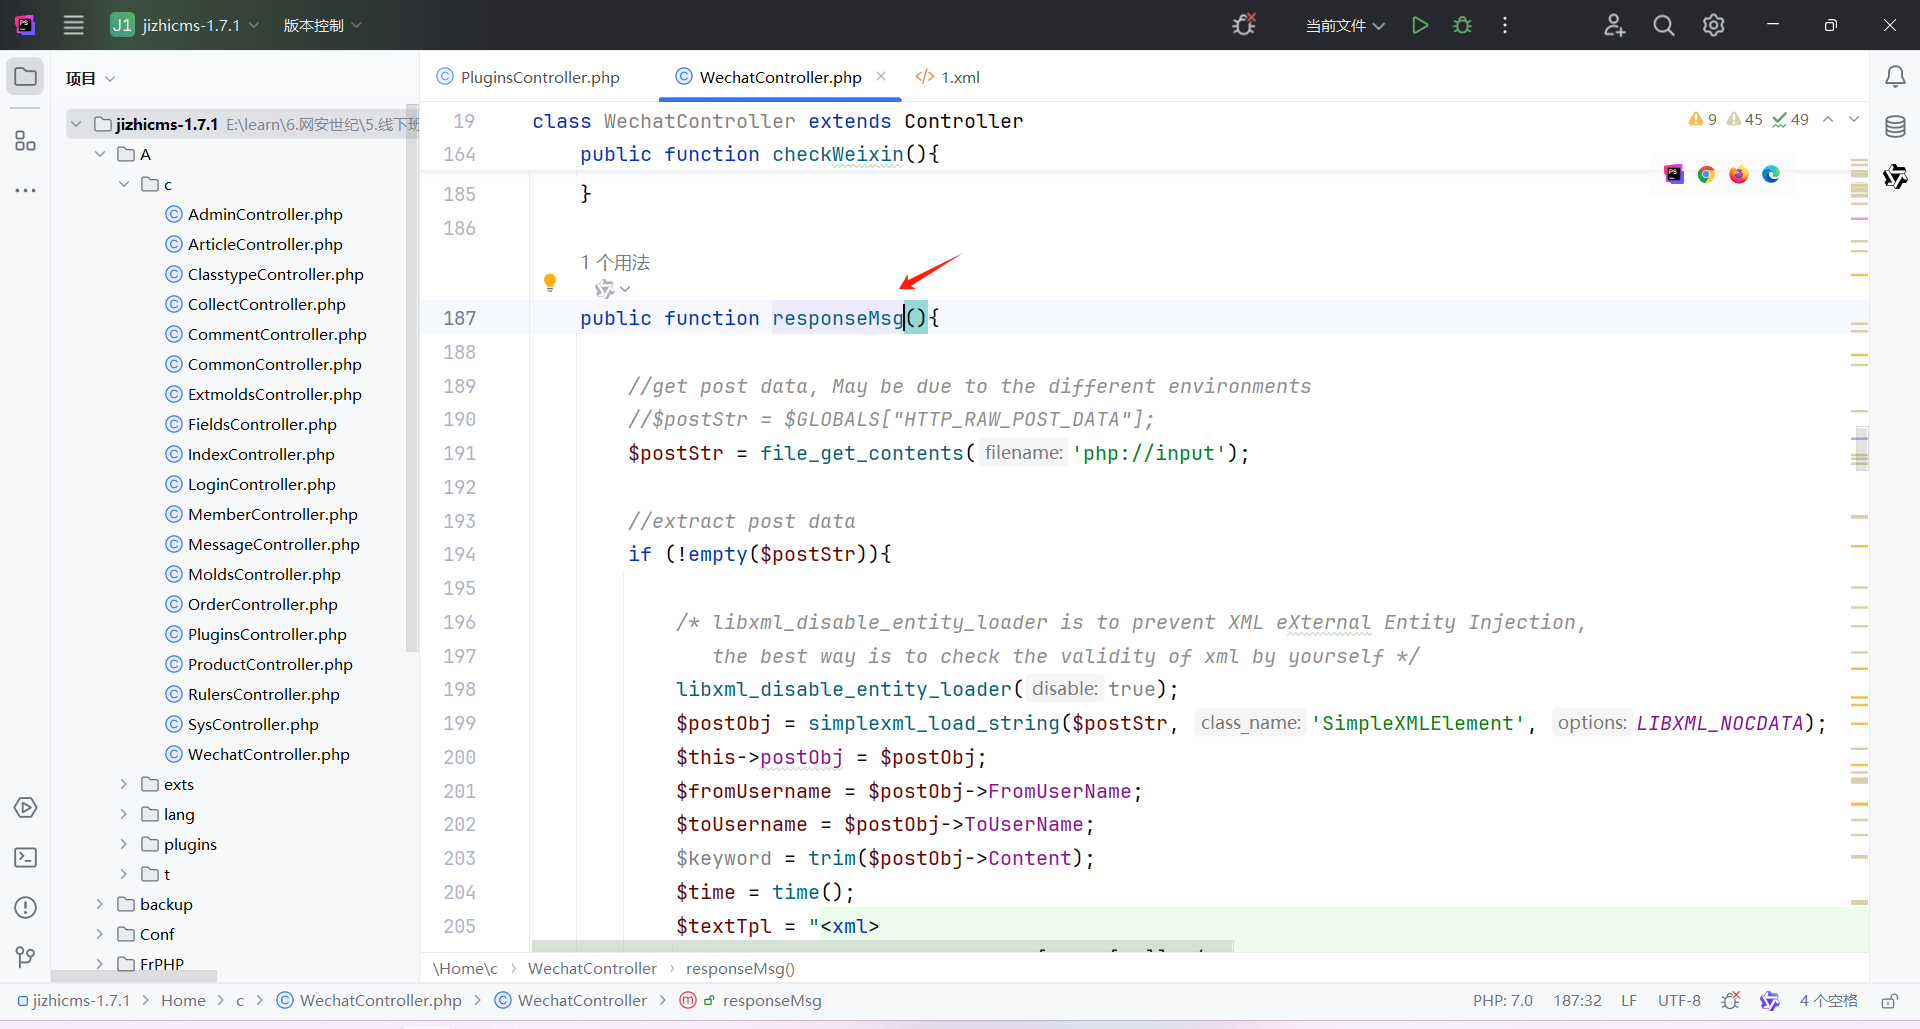 PS
J1 jizhicms-1.7.1 版本控制 当前文件
项目
jizhicms-1.7.1 E:\learn\6.网安世纪\5.线下班
A
c
AdminController.php
ArticleController.php
ClasstypeController.php
CollectController.php
CommentController.php
CommonController.php
ExtmoldsController.php
FieldsController.php
IndexController.php
LoginController.php
MemberController.php
MessageController.php
MoldsController.php
OrderController.php
PluginsController.php
ProductController.php
RulersController.php
SysController.php
WechatController.php
exts
lang
plugins
t
backup
Conf
FrPHP
PluginsController.php WechatController.php 1.xml
9 45 49
19 class WechatController extends Controller
164 public function checkWeixin(){
185 }
186
1 个用法
187 public function responseMsg(){
188
189 //get post data, May be due to the different environments
190 //$postStr = $GLOBALS["HTTP_RAW_POST_DATA"];
191 $postStr = file_get_contents( filename: 'php://input');
192
193 //extract post data
194 if (!empty($postStr)){
195
196 /* libxml_disable_entity_loader is to prevent XML eXternal Entity Injection,
197 the best way is to check the validity of xml by yourself */
198 libxml_disable_entity_loader( disable: true);
199 $postObj = simplexml_load_string($postStr, class_name: 'SimpleXMLElement', options: LIBXML_NOCDATA);
200 $this->postObj = $postObj;
201 $fromUsername = $postObj->FromUserName;
202 $toUsername = $postObj->ToUserName;
203 $keyword = trim($postObj->Content);
204 $time = time();
205 $textTpl = "<xml>
\Home\c WechatController responseMsg()
jizhicms-1.7.1 Home c WechatController.php WechatController responseMsg PHP: 7.0 187:32 LF UTF-8 4 个空格